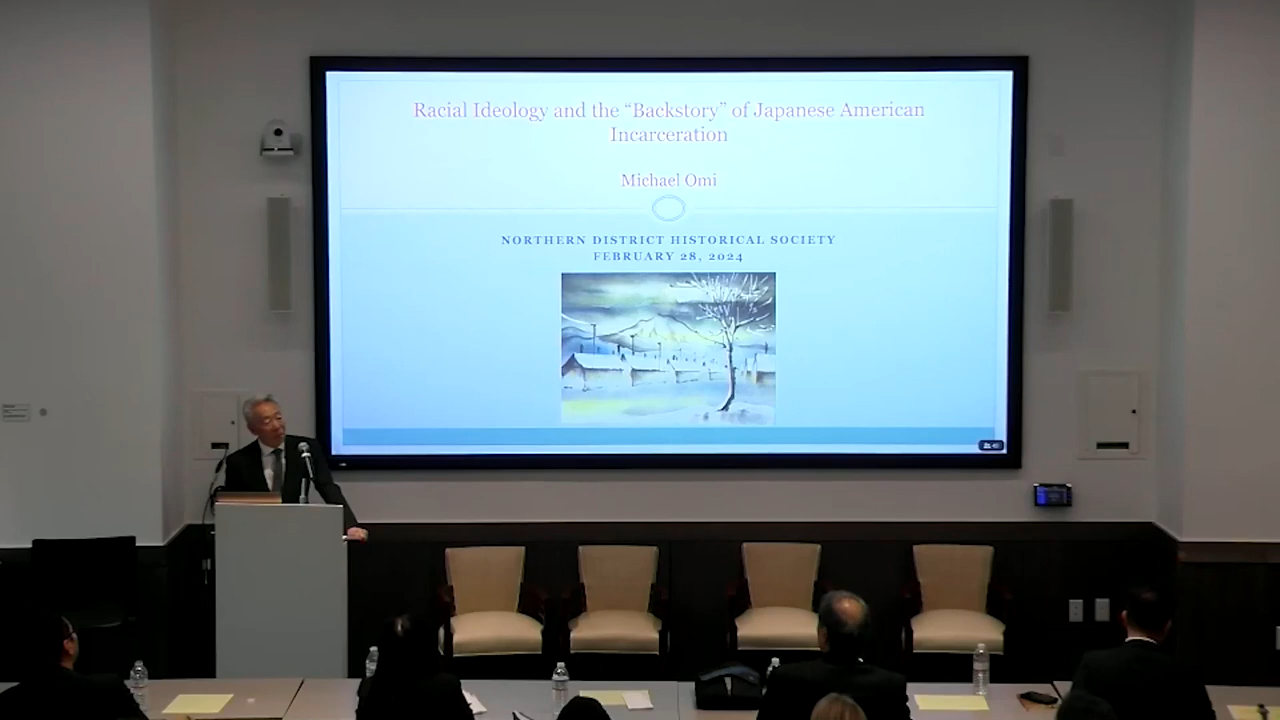 Racial Ideology and the “Backstory” of Japanese American
Incarceration
Michael Omi
NORTHERN DISTRICT HISTORICAL SOCIETY
FEBRUARY 28, 2024